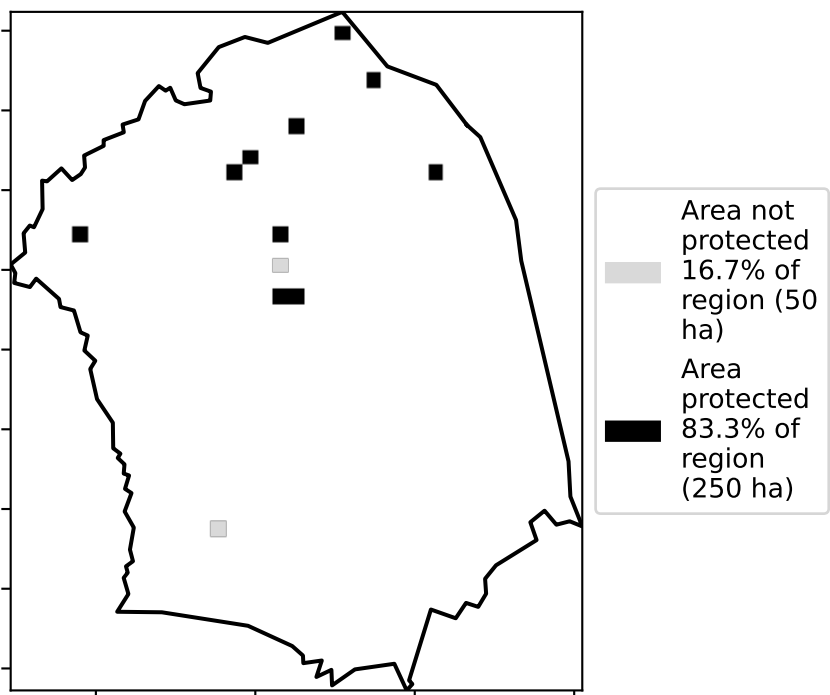 Area not
protected
16.7% of
region (50
ha)
Area
protected
83.3% of
region
(250 ha)